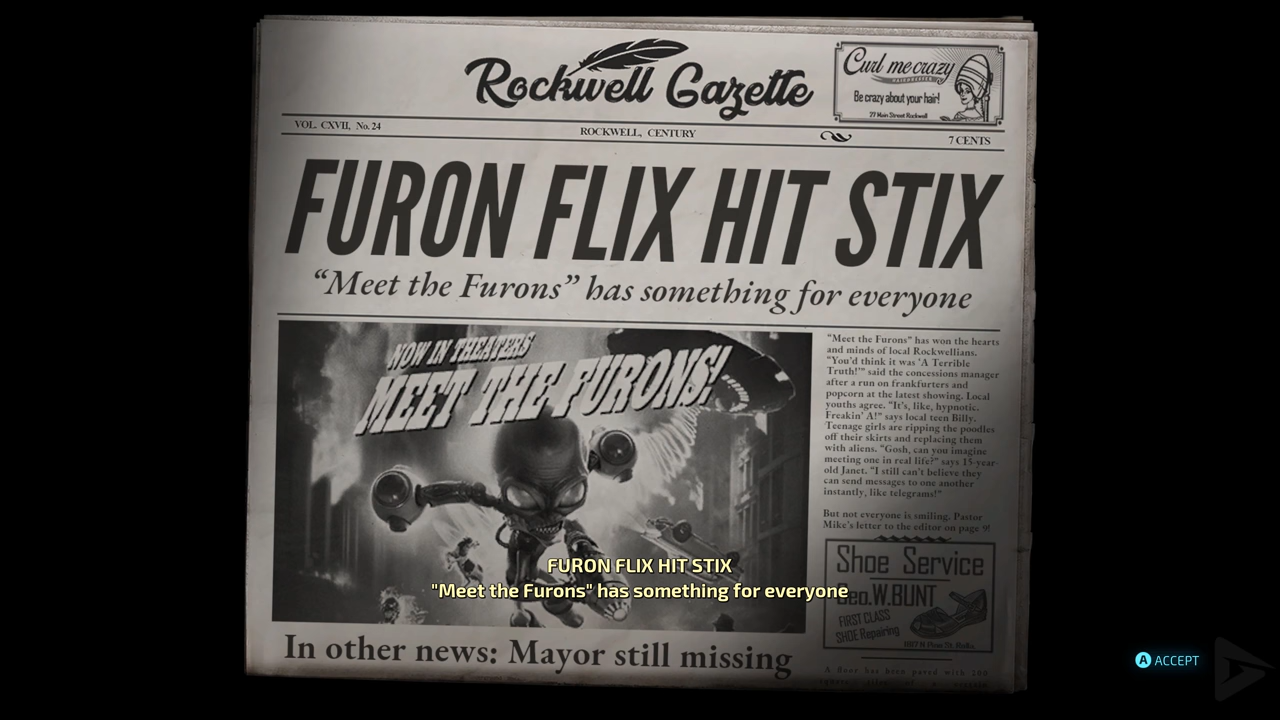 Rockwell Gazette
Curl me crazy
Be crazy about your hair!
27 Main Street Rockwell
VOL. CXVII, No. 24
ROCKWELL, CENTURY
7 CENTS
FURON FLIX HIT STIX
“Meet the Furons” has something for everyone
NOW IN THEATERS
MEET THE FURONS!
“Meet the Furons” has won the hearts
and minds of local Rockwellians.
“You’d think it was ‘A Terrible
Truth!’” said the concessions manager
after a run on frankfurters and
popcorn at the latest showing. Local
youths agree. “It’s, like, hypnotic.
Freakin’ A!” says local teen Billy.
Teenage girls are ripping the poodles
off their skirts and replacing them
with aliens. “Gosh, can you imagine
meeting one in real life?” says 15-year-
old Janet. “I still can’t believe they
can send messages to one another
instantly, like telegrams!”
But not everyone is smiling. Pastor
Mike’s letter to the editor on page 9!
Shoe Service
Geo.W.BUNT
FIRST CLASS
SHOE Repairing
FURON FLIX HIT STIX
"Meet the Furons" has something for everyone
In other news: Mayor still missing
A floor has been paved with 100
A ACCEPT